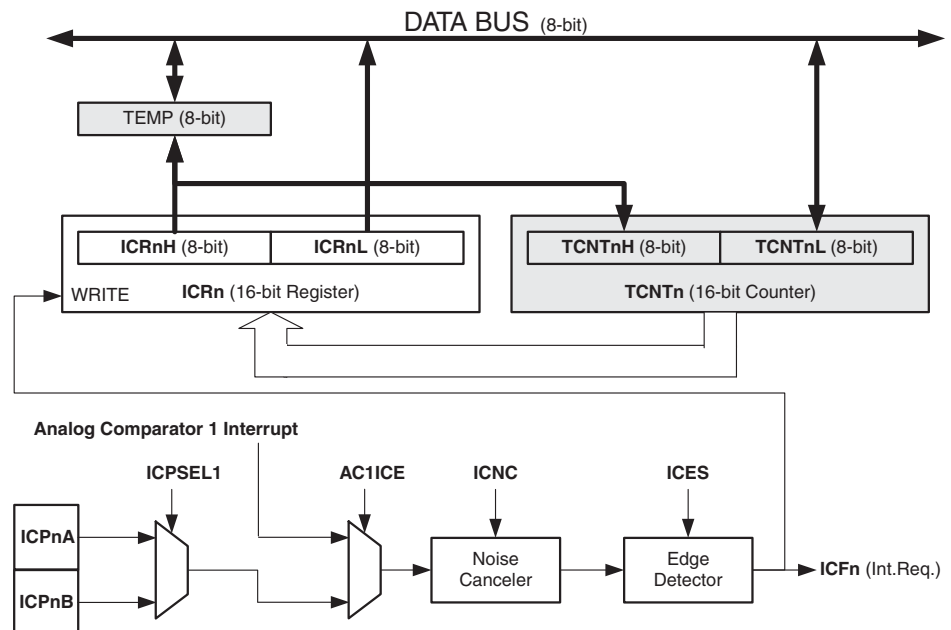 DATA BUS (8-bit)
TEMP (8-bit)
ICRnH (8-bit)
ICRnL (8-bit)
TCNTnH (8-bit)
TCNTnL (8-bit)
WRITE
ICRn (16-bit Register)
TCNTn (16-bit Counter)
Analog Comparator 1 Interrupt
ICPSEL1
AC1ICE
ICNC
ICES
ICPnA
ICPnB
Noise
Canceler
Edge
Detector
ICFn (Int.Req.)